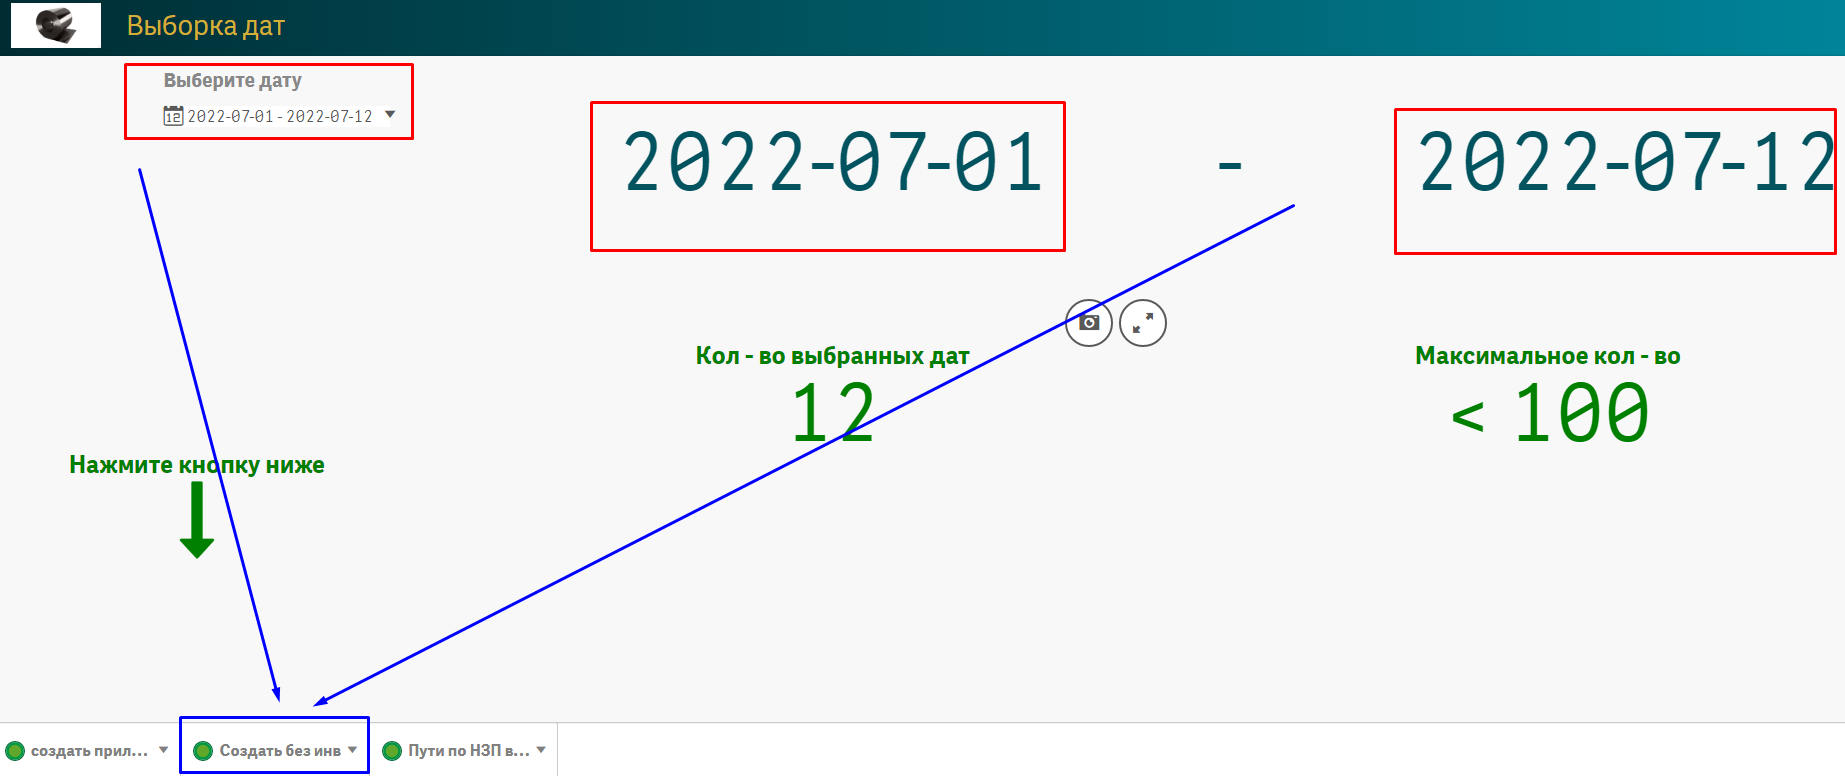 Выборка дат
Выберите дату
12 2022-07-01 - 2022-07-12
2022-07-01 - 2022-07-12
Кол - во выбранных дат
12
Максимальное кол - во
< 100
Нажмите кнопку ниже
создать прил... Создать без инв Пути по НЗП в...